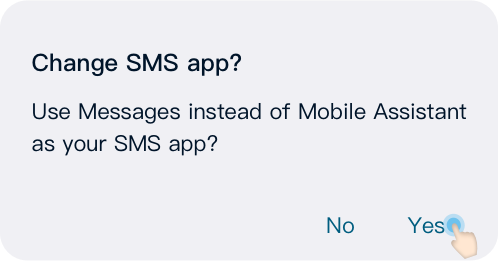 Change SMS app?
Use Messages instead of Mobile Assistant
as your SMS app?
No Yes